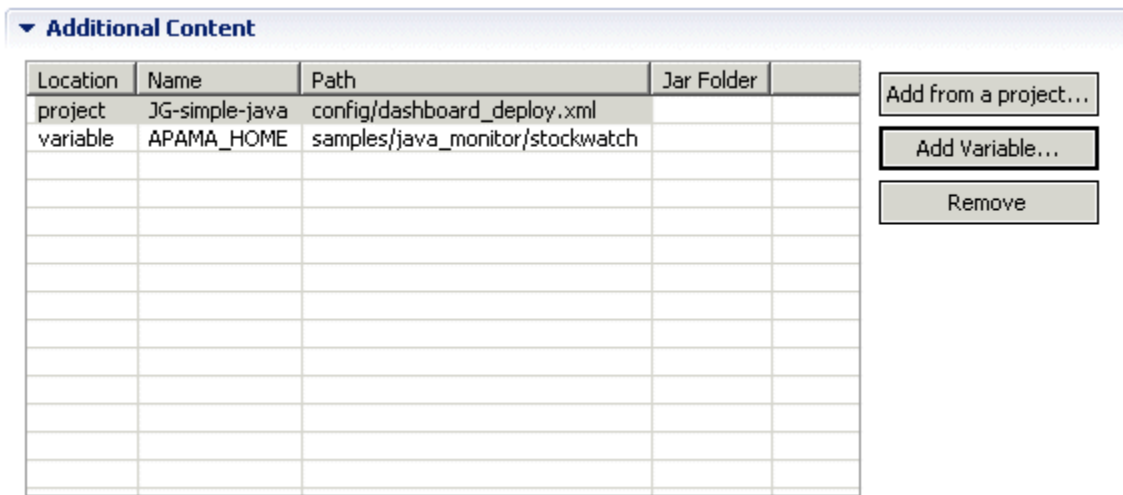 Additional Content
Location Name Path Jar Folder
project JG-simple-java config/dashboard_deploy.xml
variable APAMA_HOME samples/java_monitor/stockwatch
Add from a project...
Add Variable...
Remove